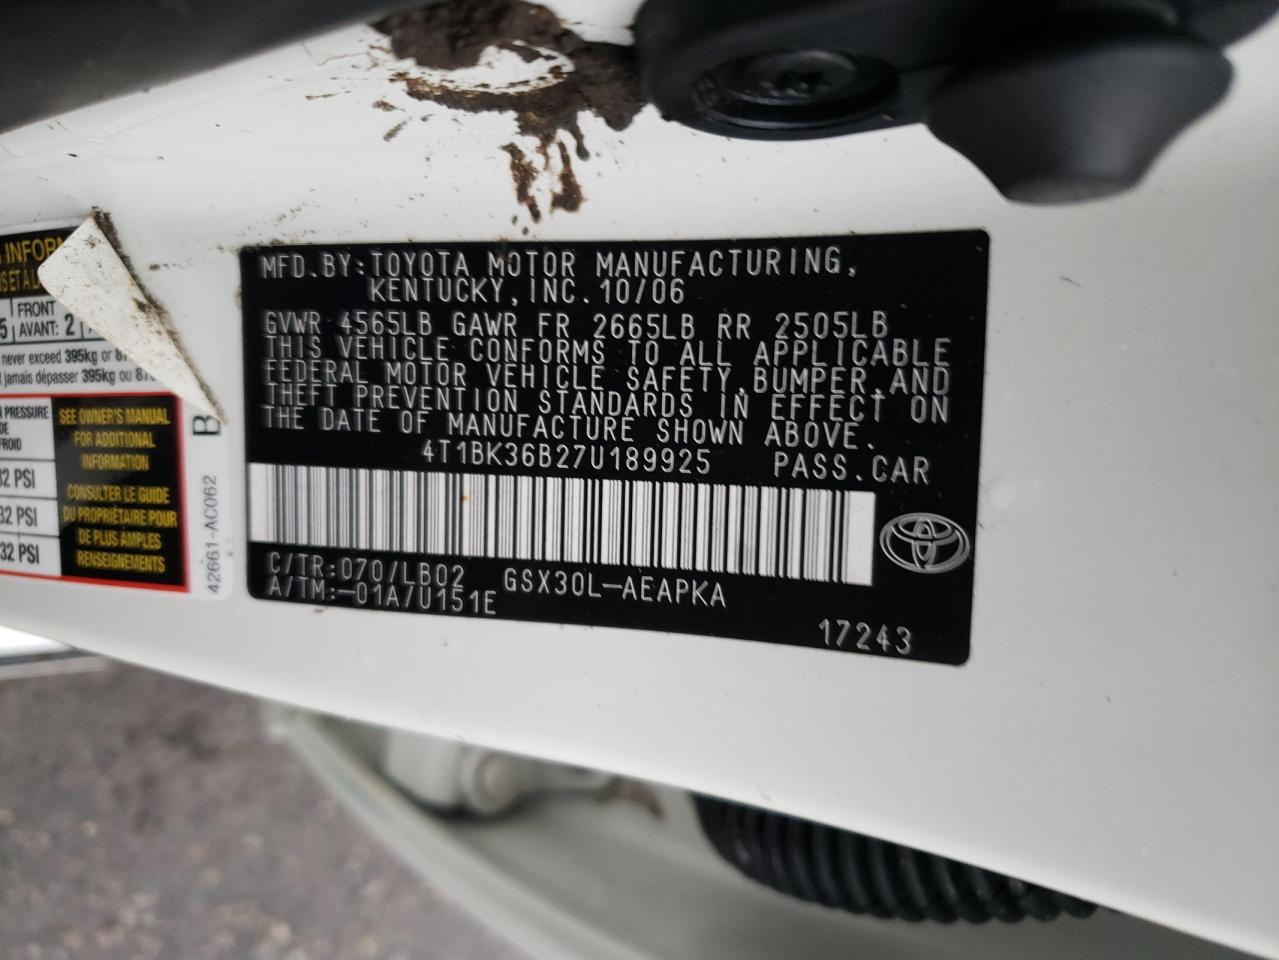 MFD.BY:TOYOTA MOTOR MANUFACTURING,
KENTUCKY,INC.10/06
GVWR 4565LB GAWR FR 2665LB RR 2505LB
THIS VEHICLE CONFORMS TO ALL APPLICABLE
FEDERAL MOTOR VEHICLE SAFETY,BUMPER,AND
THEFT PREVENTION STANDARDS IN EFFECT ON
THE DATE OF MANUFACTURE SHOWN ABOVE.
4T1BK36B27U189925 PASS.CAR
C/TR:070/LB02 GSX30L-AEAPKA
A/TM:-01A/U151E
17243
FRONT
AVANT: 2
never exceed 395kg or
jamais dépasser 395kg ou
PRESSURE
SEE OWNER'S MANUAL
FOR ADDITIONAL
INFORMATION
CONSULTER LE GUIDE
DU PROPRIÉTAIRE POUR
DE PLUS AMPLES
RENSEIGNEMENTS
PSI
32 PSI
32 PSI
B
42661-AC062